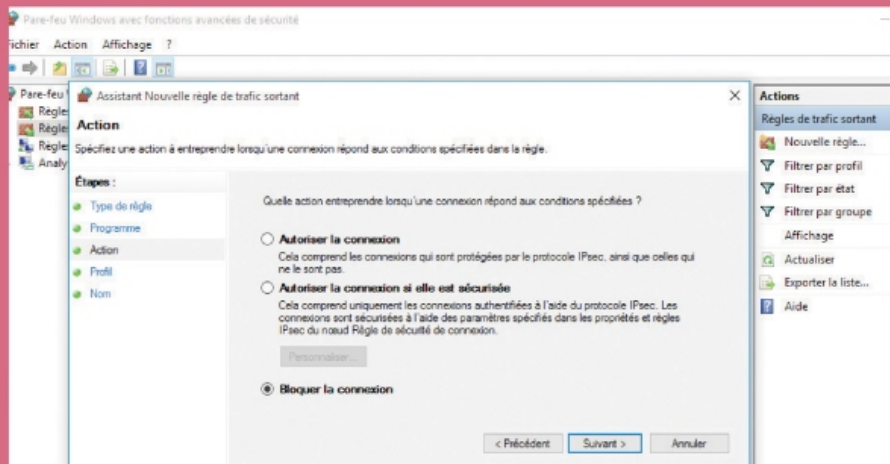 Pare-feu Windows avec fonctions avancées de sécurité
Fichier Action Affichage ?
Pare-feu
Règle
Règle
Règle
Analy
Assistant Nouvelle règle de trafic sortant
Action
Spécifiez une action à entreprendre lorsqu'une connexion répond aux conditions spécifiées dans la règle.
Étapes :
Type de règle
Programme
Action
Profil
Nom
Quelle action entreprendre lorsqu'une connexion répond aux conditions spécifiées ?
Autoriser la connexion
Cela comprend les connexions qui sont protégées par le protocole IPsec, ainsi que celles qui
ne le sont pas.
Autoriser la connexion si elle est sécurisée
Cela comprend uniquement les connexions authentifiées à l'aide du protocole IPsec. Les
connexions sont sécurisées à l'aide des paramètres spécifiés dans les propriétés et règles
IPsec du nœud Règle de sécurité de connexion.
Personnaliser...
Bloquer la connexion
< Précédent Suivant > Annuler
Actions
Règles de trafic sortant
Nouvelle règle...
Filtrer par profil
Filtrer par état
Filtrer par groupe
Affichage
Actualiser
Exporter la liste...
Aide